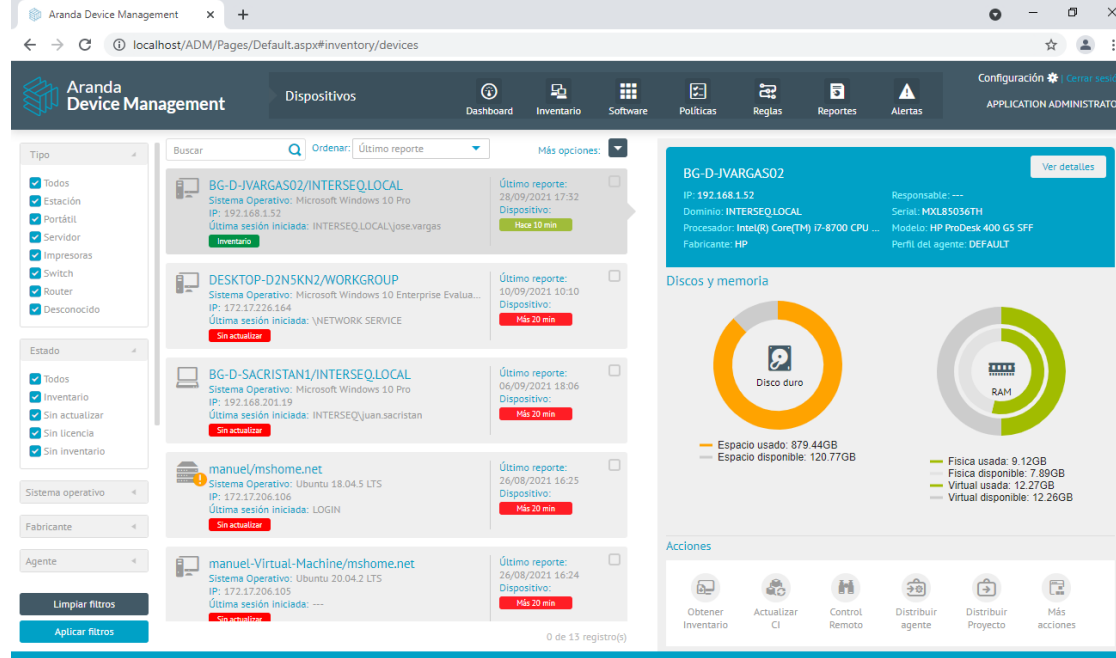 Aranda Device Management
localhost/ADM/Pages/Default.aspx#inventory/devices
Aranda
Device Management
Dispositivos
Dashboard
Inventario
Software
Políticas
Reglas
Reportes
Alertas
Configuración
Cerrar sesió
APPLICATION ADMINISTRATO
Tipo
Todos
Estación
Portátil
Servidor
Impresoras
Switch
Router
Desconocido
Estado
Todos
Inventario
Sin actualizar
Sin licencia
Sin inventario
Sistema operativo
Fabricante
Agente
Limpiar filtros
Aplicar filtros
Buscar
Ordenar: Último reporte
Más opciones:
BG-D-JVARGAS02/INTERSEQ.LOCAL
Sistema Operativo: Microsoft Windows 10 Pro
IP: 192.168.1.52
Última sesión iniciada: INTERSEQ.LOCAL\jose.vargas
Inventario
Último reporte:
28/09/2021 17:32
Dispositivo:
Hace 10 min
DESKTOP-D2N5KN2/WORKGROUP
Sistema Operativo: Microsoft Windows 10 Enterprise Evalua...
IP: 172.17.226.164
Última sesión iniciada: \NETWORK SERVICE
Sin actualizar
Último reporte:
10/09/2021 10:10
Dispositivo:
Más 20 min
BG-D-SACRISTAN1/INTERSEQ.LOCAL
Sistema Operativo: Microsoft Windows 10 Pro
IP: 192.168.201.19
Última sesión iniciada: INTERSEQ\juan.sacristan
Sin actualizar
Último reporte:
06/09/2021 18:06
Dispositivo:
Más 20 min
manuel/mshome.net
Sistema Operativo: Ubuntu 18.04.5 LTS
IP: 172.17.206.106
Última sesión iniciada: LOGIN
Sin actualizar
Último reporte:
26/08/2021 16:25
Dispositivo:
Más 20 min
manuel-Virtual-Machine/mshome.net
Sistema Operativo: Ubuntu 20.04.2 LTS
IP: 172.17.206.105
Última sesión iniciada: ---
Sin actualizar
Último reporte:
26/08/2021 16:24
Dispositivo:
Más 20 min
0 de 13 registro(s)
BG-D-JVARGAS02
Ver detalles
IP: 192.168.1.52
Dominio: INTERSEQ.LOCAL
Procesador: Intel(R) Core(TM) i7-8700 CPU ...
Fabricante: HP
Responsable: ---
Serial: MXL85036TH
Modelo: HP ProDesk 400 G5 SFF
Perfil del agente: DEFAULT
Discos y memoria
Disco duro
Espacio usado: 879.44GB
Espacio disponible: 120.77GB
RAM
Fisica usada: 9.12GB
Fisica disponible: 7.89GB
Virtual usada: 12.27GB
Virtual disponible: 12.26GB
Acciones
Obtener
Inventario
Actualizar
CI
Control
Remoto
Distribuir
agente
Distribuir
Proyecto
Más
acciones